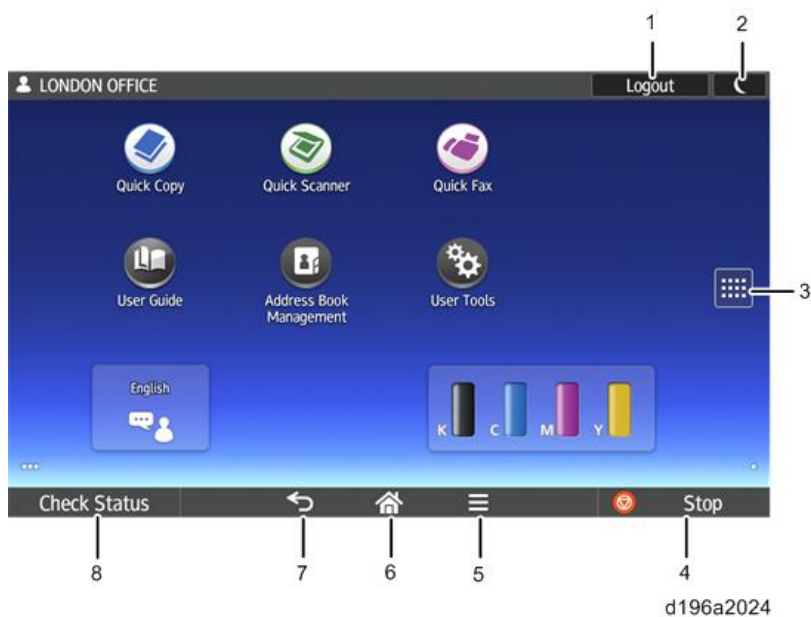 1 2
LONDON OFFICE Logout
Quick Copy Quick Scanner Quick Fax
3
User Guide Address Book User Tools
Management
English
K C M Y
Check Status Stop
8 7 6 5 4
d196a2024